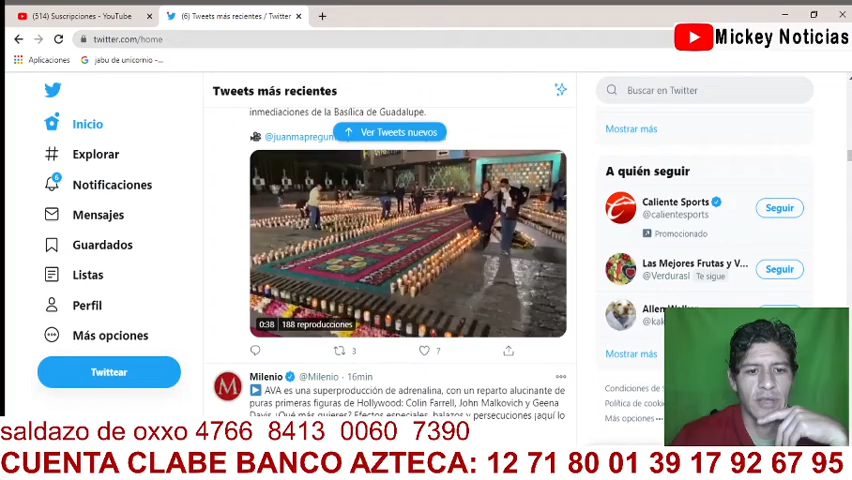 (514) Suscripciones - YouTube
(6) Tweets más recientes / Twitter
twitter.com/home
Aplicaciones
jabu de unicornio -...
Mickey Noticias
Inicio
Explorar
6
Notificaciones
Mensajes
Guardados
Listas
Perfil
Más opciones
Twittear
Tweets más recientes
inmediaciones de la Basílica de Guadalupe.
Ver Tweets nuevos
0:38 188 reproducciones
3
7
Milenio @Milenio · 16min
AVA es una superproducción de adrenalina, con un reparto alucinante de
puras primeras figuras de Hollywood: Colin Farrell, John Malkovich y Geena
Davis. ¿Qué más quieres? Efectos especiales, balazos y persecuciones ¡aquí lo
Buscar en Twitter
Mostrar más
A quién seguir
Caliente Sports
@calientesports
Seguir
Promocionado
Las Mejores Frutas y V...
@Verdurasl Te sigue
Seguir
Mostrar más
Condiciones de
Política de cook
Más opciones
saldazo de oxxo 4766 8413 0060 7390
CUENTA CLABE BANCO AZTECA: 12 71 80 01 39 17 92 67 95